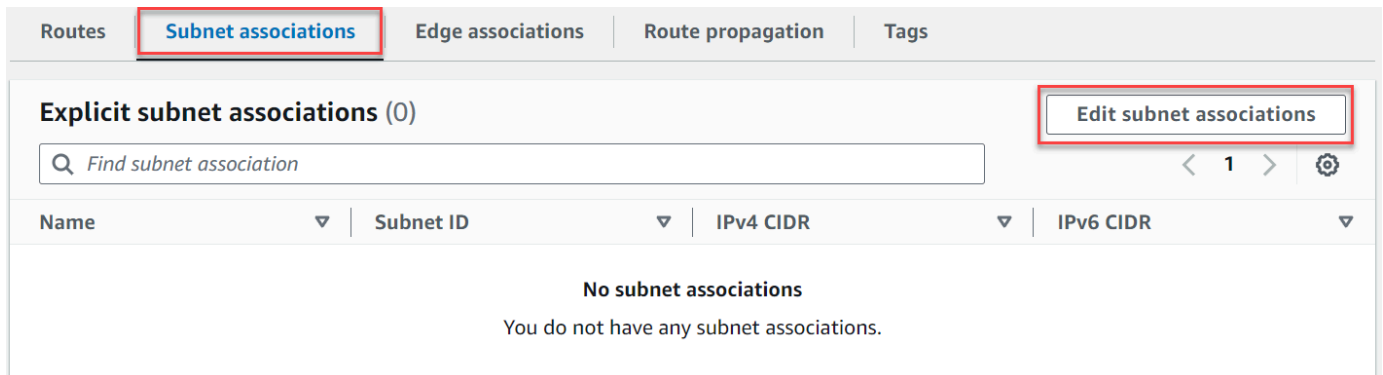 Routes Subnet associations Edge associations Route propagation Tags
Explicit subnet associations (0)
Edit subnet associations
Find subnet association
1
Name Subnet ID IPv4 CIDR IPv6 CIDR
No subnet associations
You do not have any subnet associations.